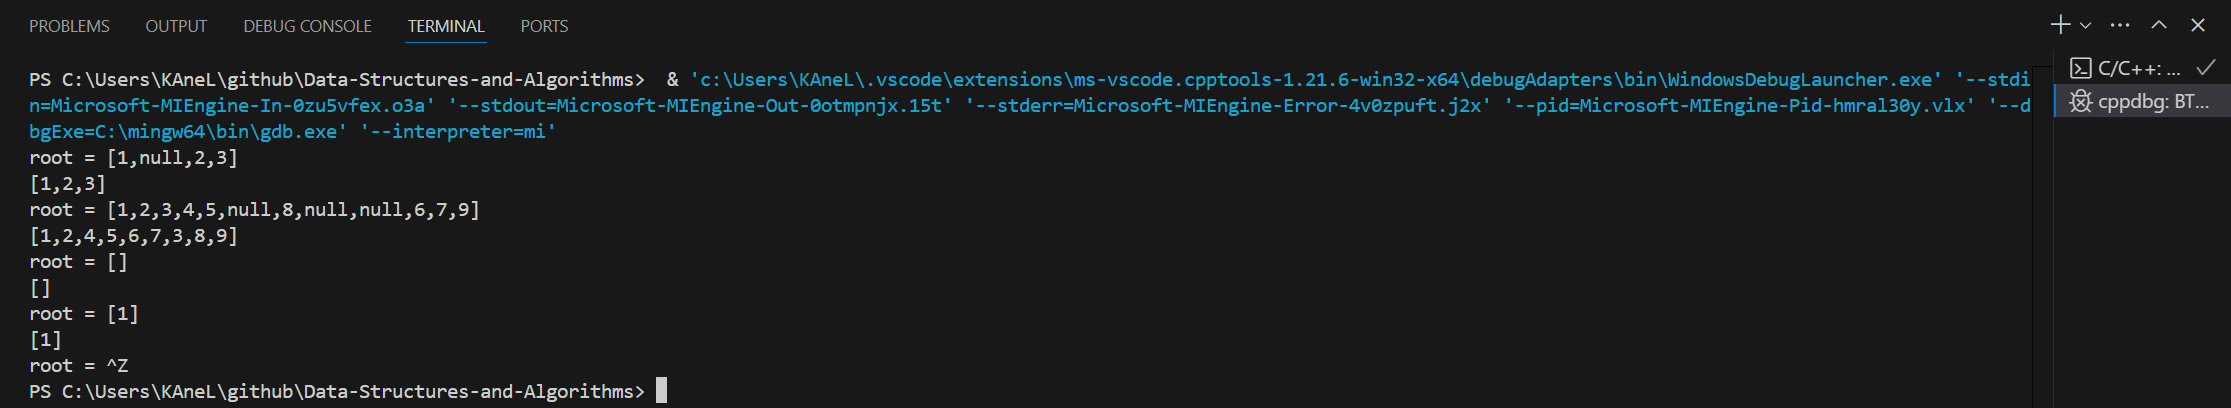 PROBLEMS OUTPUT DEBUG CONSOLE TERMINAL PORTS
PS C:\Users\KAneL\github\Data-Structures-and-Algorithms>  & 'c:\Users\KAneL\.vscode\extensions\ms-vscode.cpptools-1.21.6-win32-x64\debugAdapters\bin\WindowsDebugLauncher.exe' '--stdi
n=Microsoft-MIEngine-In-0zu5vfex.o3a' '--stdout=Microsoft-MIEngine-Out-0otmpnjx.15t' '--stderr=Microsoft-MIEngine-Error-4v0zpuft.j2x' '--pid=Microsoft-MIEngine-Pid-hmral30y.vlx' '--d
bgExe=C:\mingw64\bin\gdb.exe' '--interpreter=mi'
root = [1,null,2,3]
[1,2,3]
root = [1,2,3,4,5,null,8,null,null,6,7,9]
[1,2,4,5,6,7,3,8,9]
root = []
[]
root = [1]
[1]
root = ^Z
PS C:\Users\KAneL\github\Data-Structures-and-Algorithms>
C/C++: ...
cppdbg: BT...